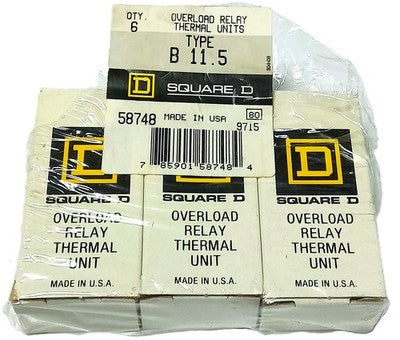 QTY. OVERLOAD RELAY
6 THERMAL UNITS
TYPE
B 11.5
D SQUARE D
58748 MADE IN USA 80
9715
7 85901 58748 4
D
SQUARE D
OVERLOAD
RELAY
THERMAL
UNIT
MADE IN U.S.A.
SQUARE D
OVERLOAD
RELAY
THERMAL
UNIT
MADE IN U.S.A.
D
SQUARE D
OVERLOAD
RELAY
THERMAL
UNIT
MADE IN U.S.A.